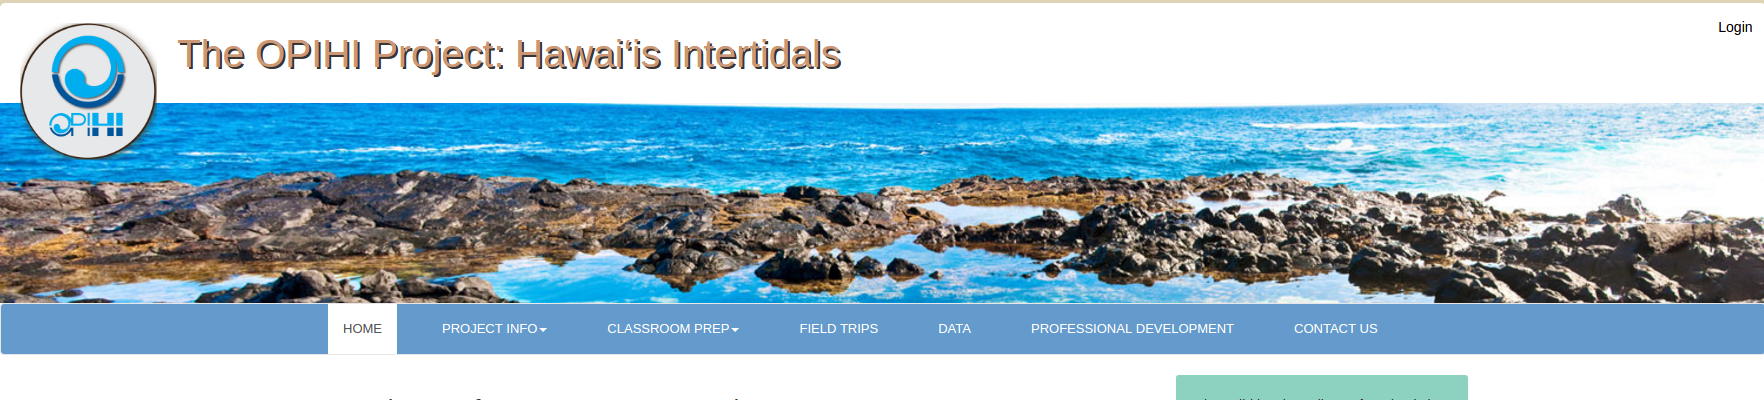 Login
The OPIHI Project: Hawai‘is Intertidals
OPIHI
HOME
PROJECT INFO
CLASSROOM PREP
FIELD TRIPS
DATA
PROFESSIONAL DEVELOPMENT
CONTACT US